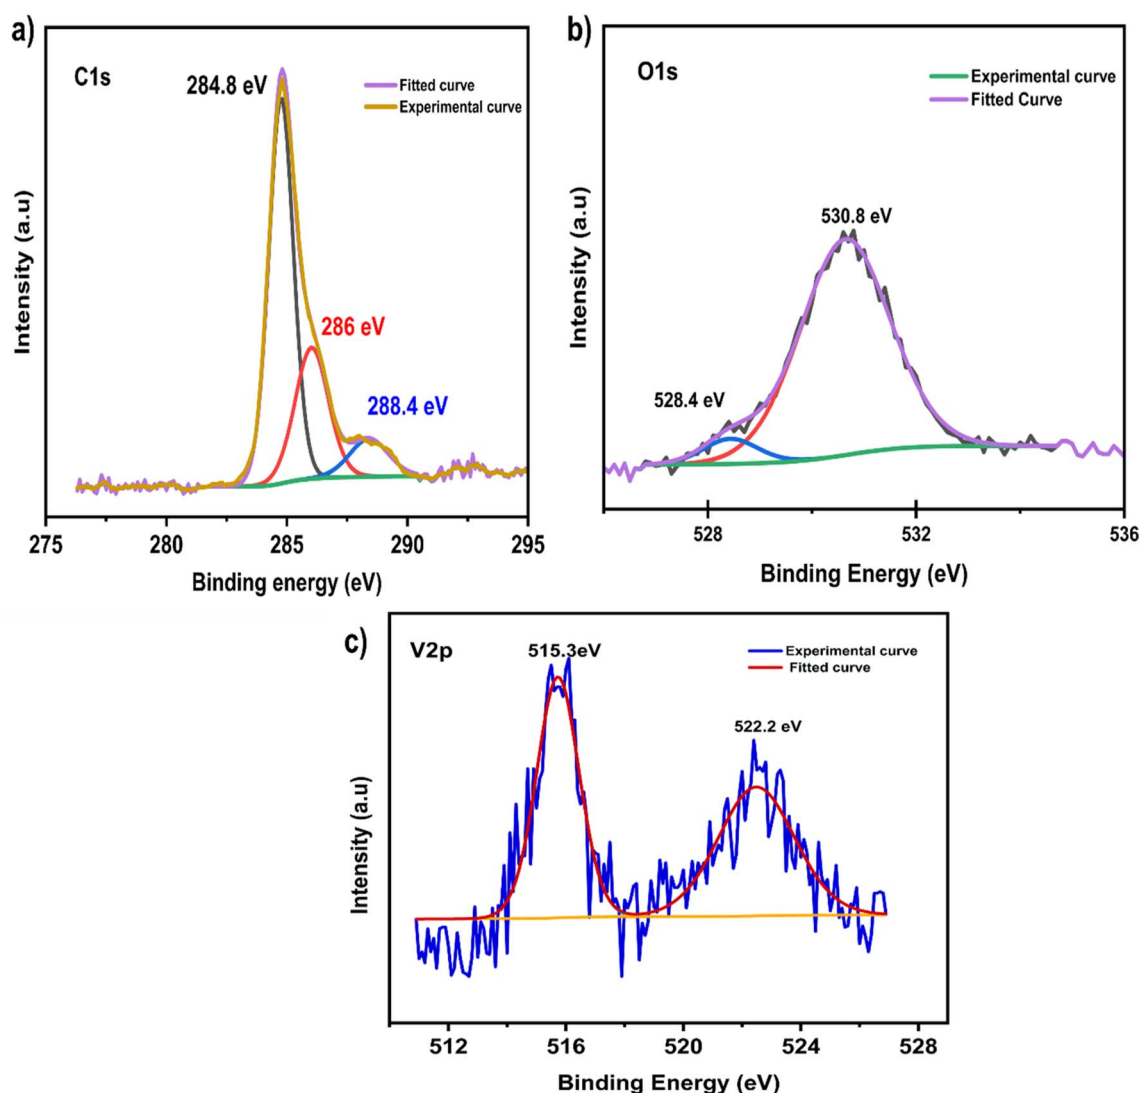 a)
C1s
284.8 eV
Fitted curve
Experimental curve
286 eV
288.4 eV
Intensity (a.u)
275 280 285 290 295
Binding energy (eV)
b)
O1s
Experimental curve
Fitted Curve
530.8 eV
528.4 eV
Intensity (a.u)
528 532 536
Binding Energy (eV)
c)
V2p
515.3eV
Experimental curve
Fitted curve
522.2 eV
Intensity (a.u)
512 516 520 524 528
Binding Energy (eV)